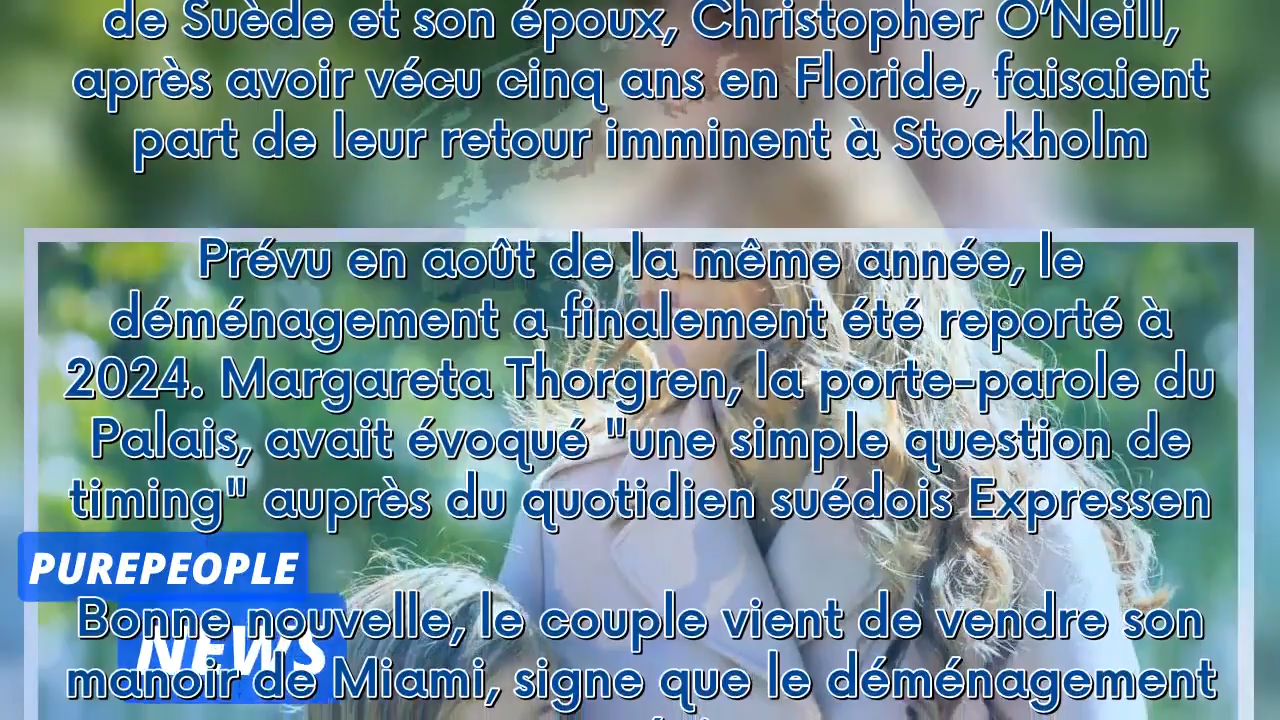 de Suède et son époux, Christopher O’Neill,
après avoir vécu cinq ans en Floride, faisaient
part de leur retour imminent à Stockholm
Prévu en août de la même année, le
déménagement a finalement été reporté à
2024. Margareta Thorgren, la porte-parole du
Palais, avait évoqué "une simple question de
timing" auprès du quotidien suédois Expressen
PUREPEOPLE
NEWS
Bonne nouvelle, le couple vient de vendre son
manoir de Miami, signe que le déménagement